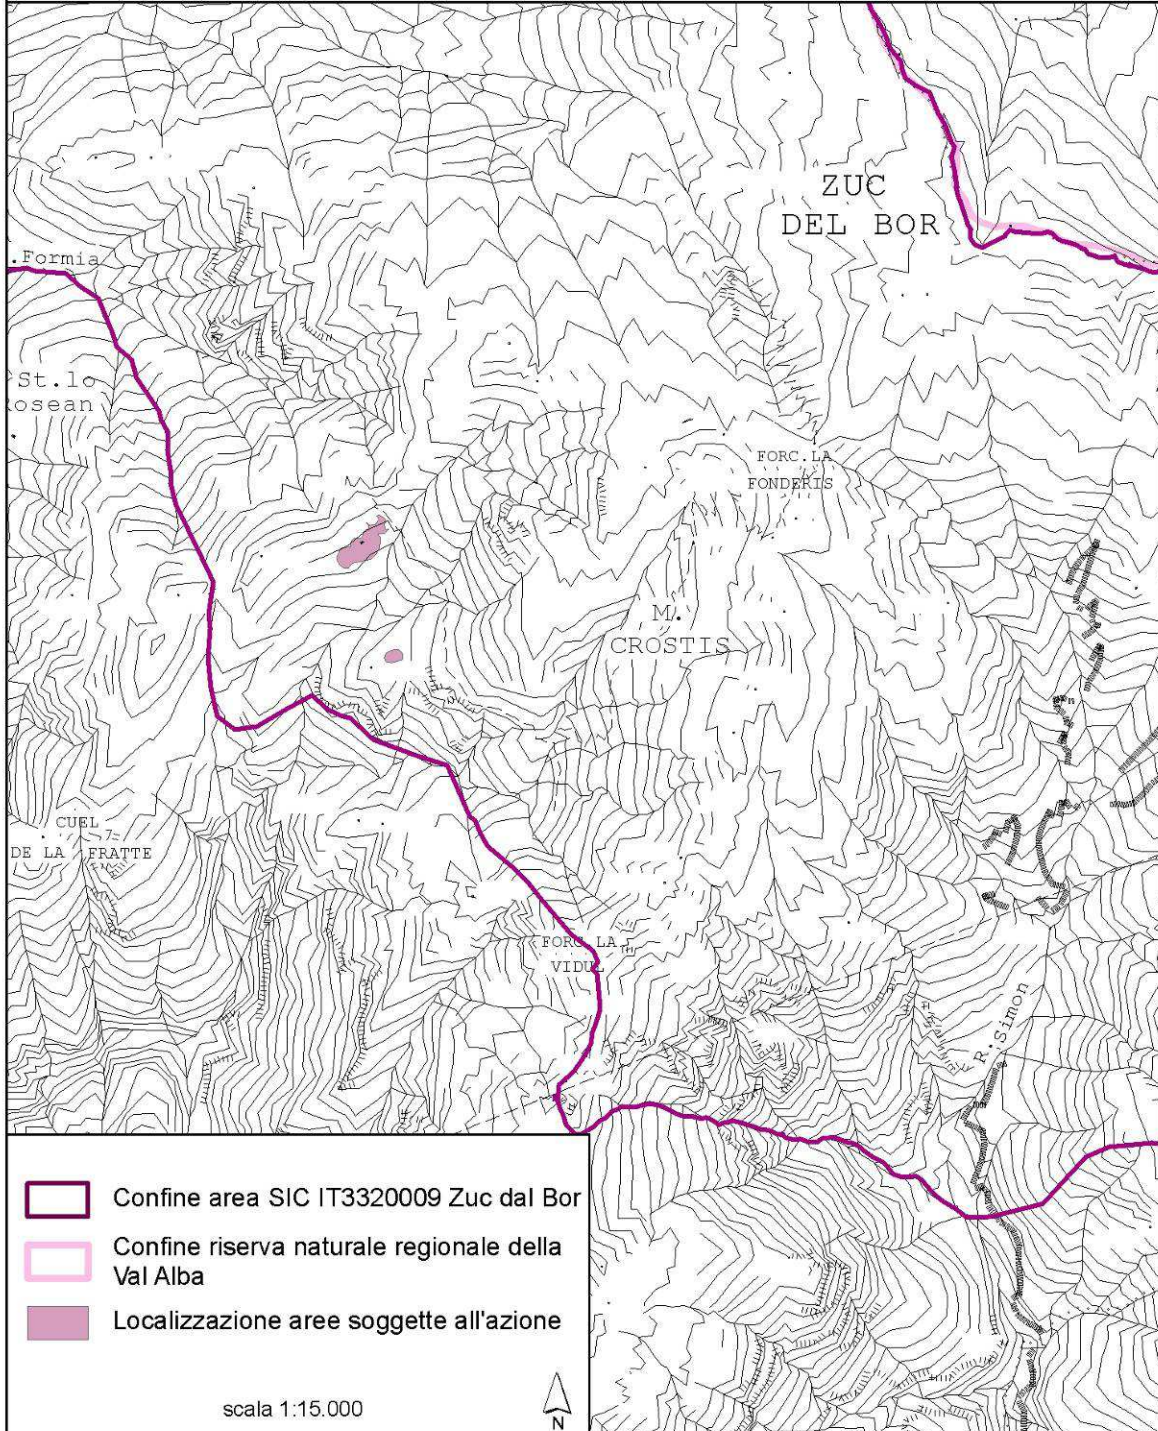 ZUC
DEL BOR
.Formia
St.lo
osean
FORC.LA
FONDERIS
M.
CROSTIS
CUEL
DE LA FRATTE
FORC.LA
VIDUL
R. Simon
Confine area SIC IT3320009 Zuc dal Bor
Confine riserva naturale regionale della
Val Alba
Localizzazione aree soggette all'azione
scala 1:15.000
N